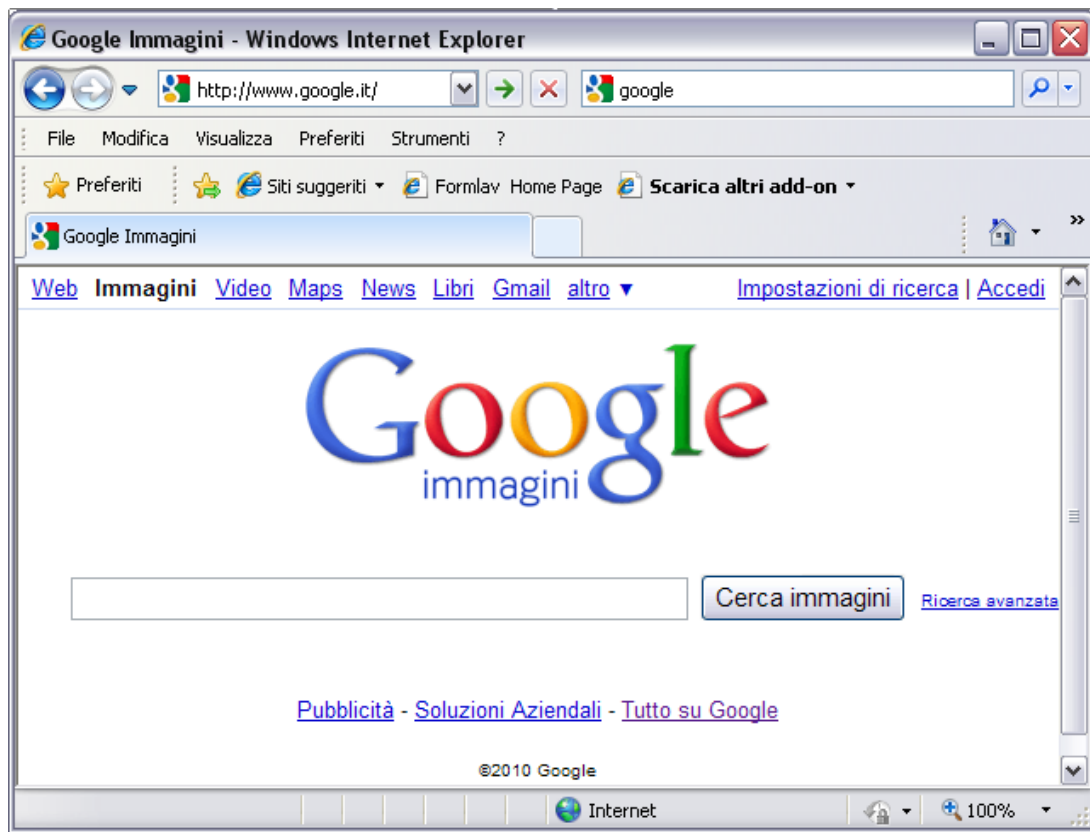 Google Immagini - Windows Internet Explorer
http://www.google.it/ google
File Modifica Visualizza Preferiti Strumenti ?
Preferiti Siti suggeriti Formlav Home Page Scarica altri add-on
Google Immagini »
Web Immagini Video Maps News Libri Gmail altro ▼ Impostazioni di ricerca | Accedi
Google
immagini
Cerca immagini Ricerca avanzata
Pubblicità - Soluzioni Aziendali - Tutto su Google
©2010 Google
Internet 100%